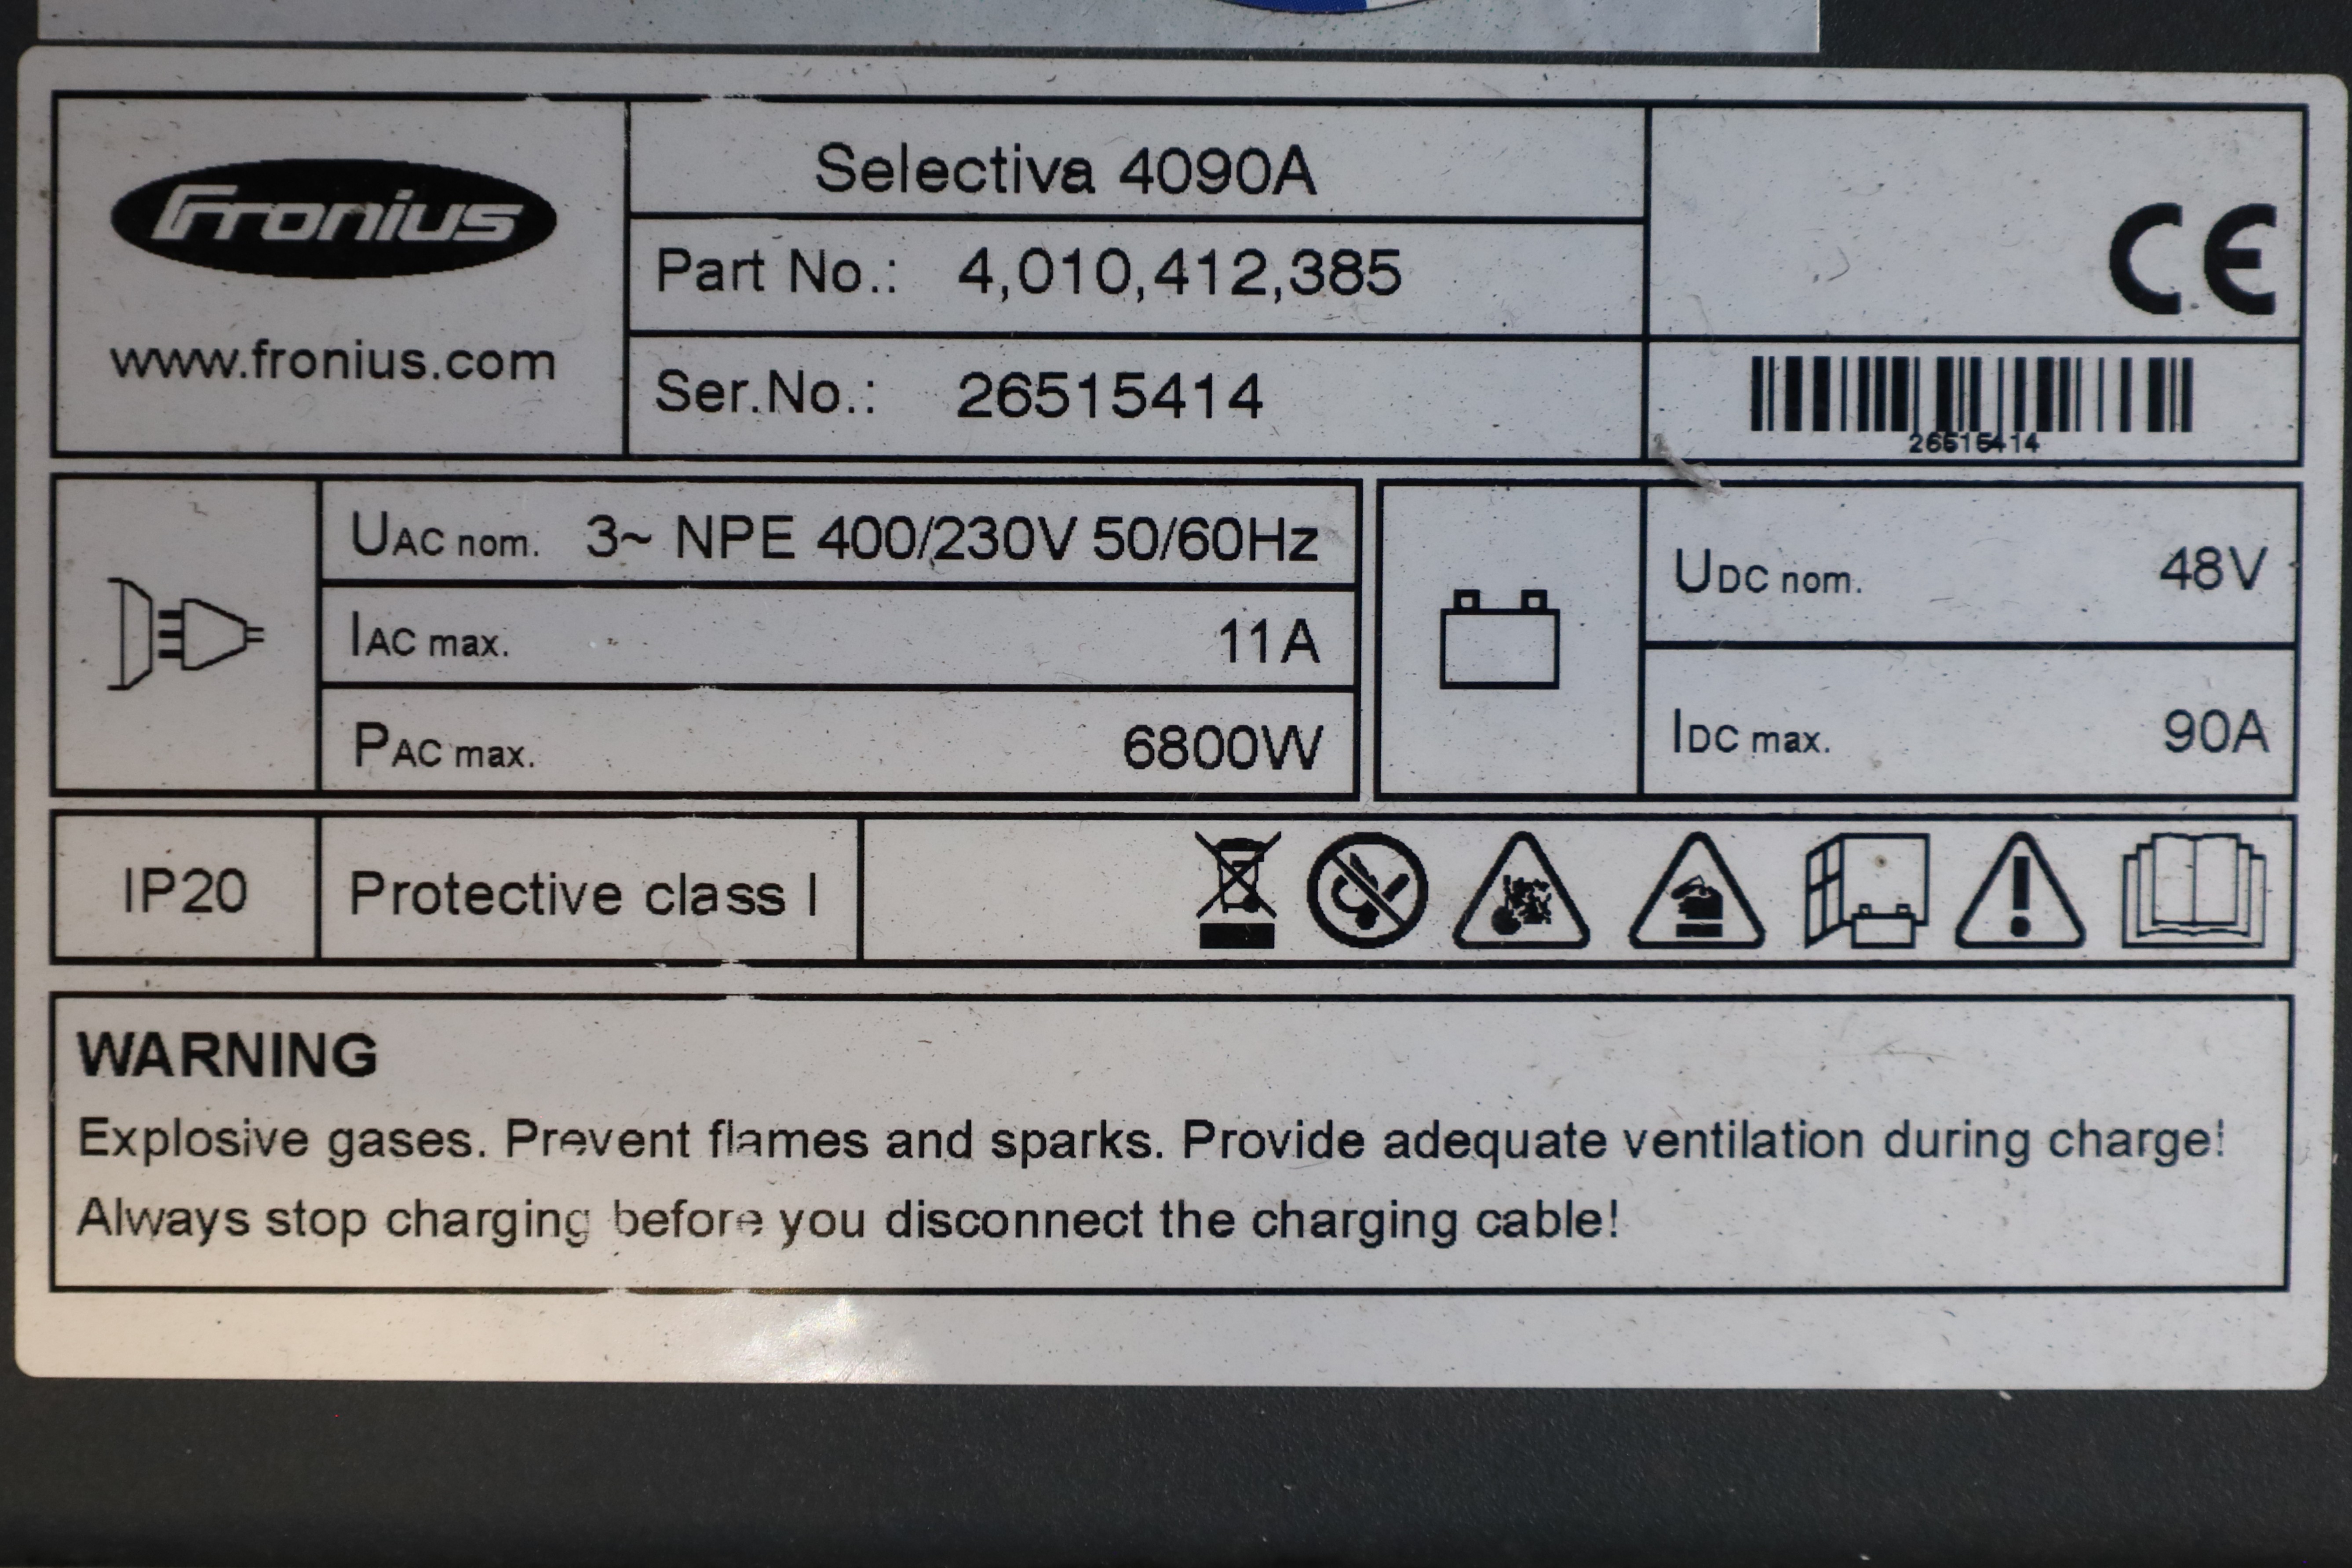 Fronius
www.fronius.com
Selectiva 4090A
Part No.: 4,010,412,385
Ser.No.: 26515414
CE
26515414
UAC nom. 3~ NPE 400/230V 50/60Hz
IAC max. 11A
PAC max. 6800W
UDC nom. 48V
IDC max. 90A
IP20
Protective class I
WARNING
Explosive gases. Prevent flames and sparks. Provide adequate ventilation during charge!
Always stop charging before you disconnect the charging cable!